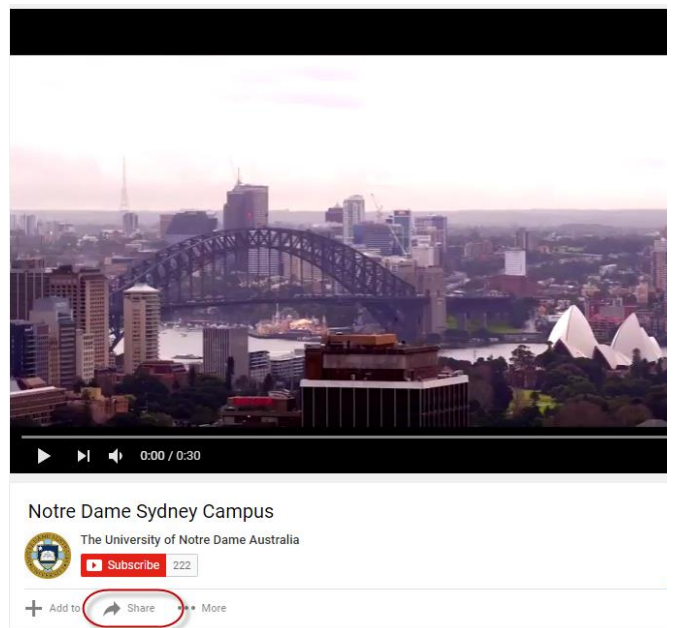 0:00 / 0:30
Notre Dame Sydney Campus
The University of Notre Dame Australia
Subscribe 222
Add to Share More